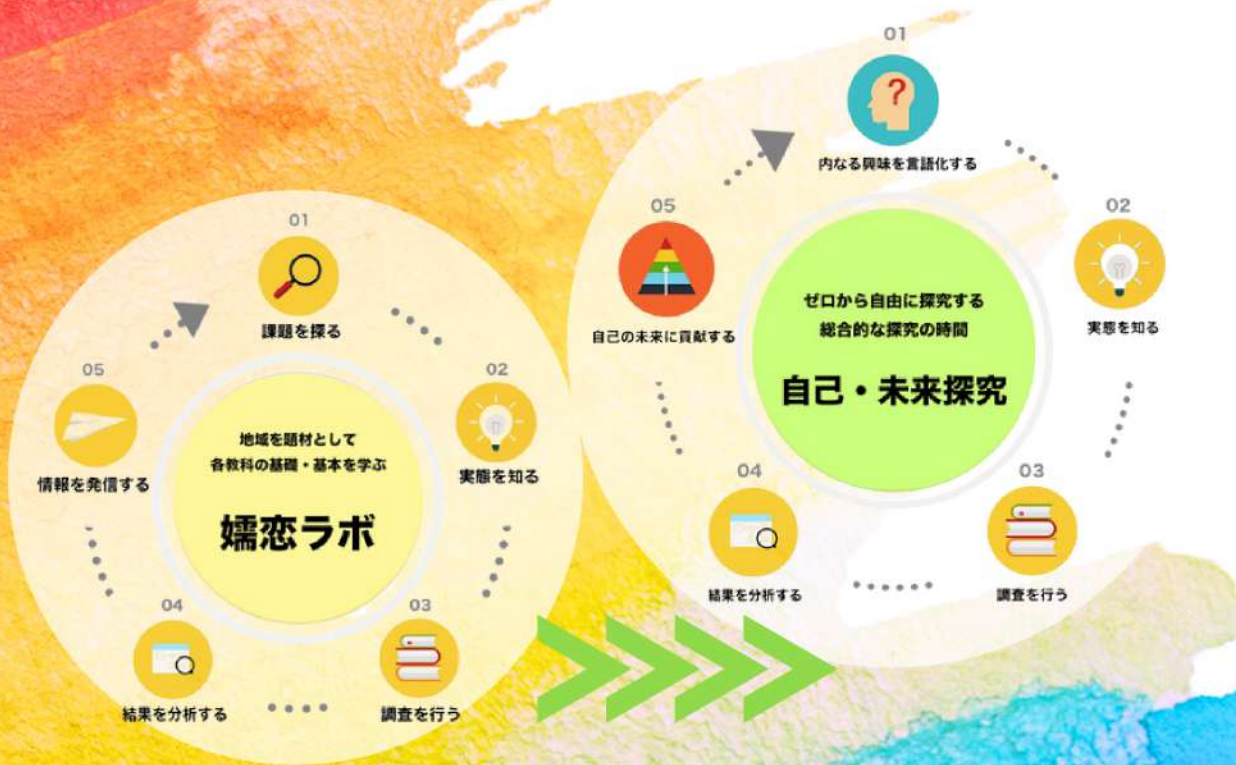 01
課題を探る
02
実態を知る
03
調査を行う
04
結果を分析する
05
情報を発信する
地域を題材として
各教科の基礎・基本を学ぶ
嬬恋ラボ
01
内なる興味を言語化する
02
実態を知る
03
調査を行う
04
結果を分析する
05
自己の未来に貢献する
ゼロから自由に探究する
総合的な探究の時間
自己・未来探究